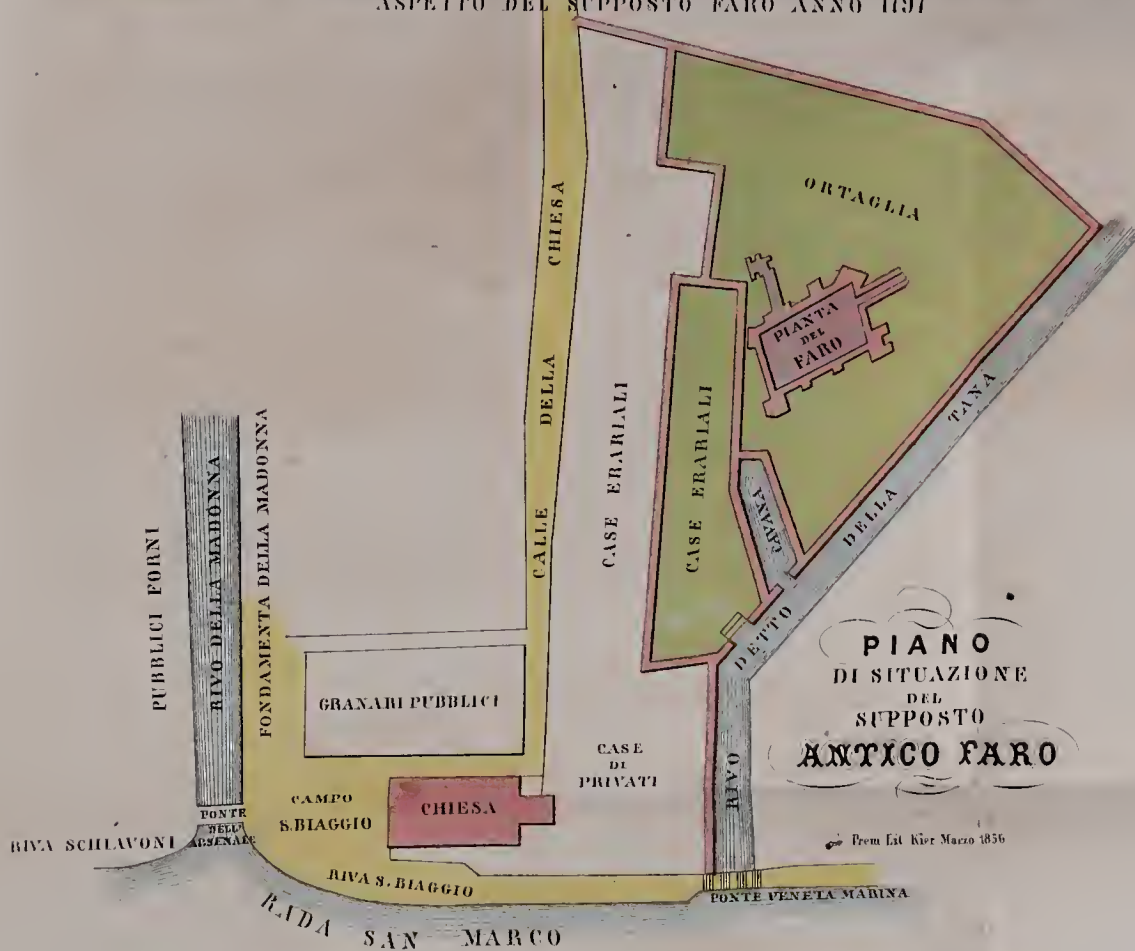 ASPETTO DEL SUPPOSTO FARO ANNO 1797
ORTAGLIA
CHIESA
DELLA
CALLE
PIANTA
DEL
FARO
CASE ERARIALI
CASE ERARIALI
CAVANA
TANA
DELLA
DETTO
RIVO
PUBBLICI FORNI
RIVO DELLA MADONNA
FONDAMENTA DELLA MADONNA
GRANARI PUBBLICI
CASE
DI
PRIVATI
CHIESA
CAMPO
S. BIAGGIO
PONTE
DELL'
ARSENALE
RIVA SCHIAVONI
RIVA S. BIAGGIO
PONTE VENETA MARINA
RADA SAN MARCO
PIANO
DI SITUAZIONE
DEL
SUPPOSTO
ANTICO FARO
Prem Lit Kier Marzo 1856